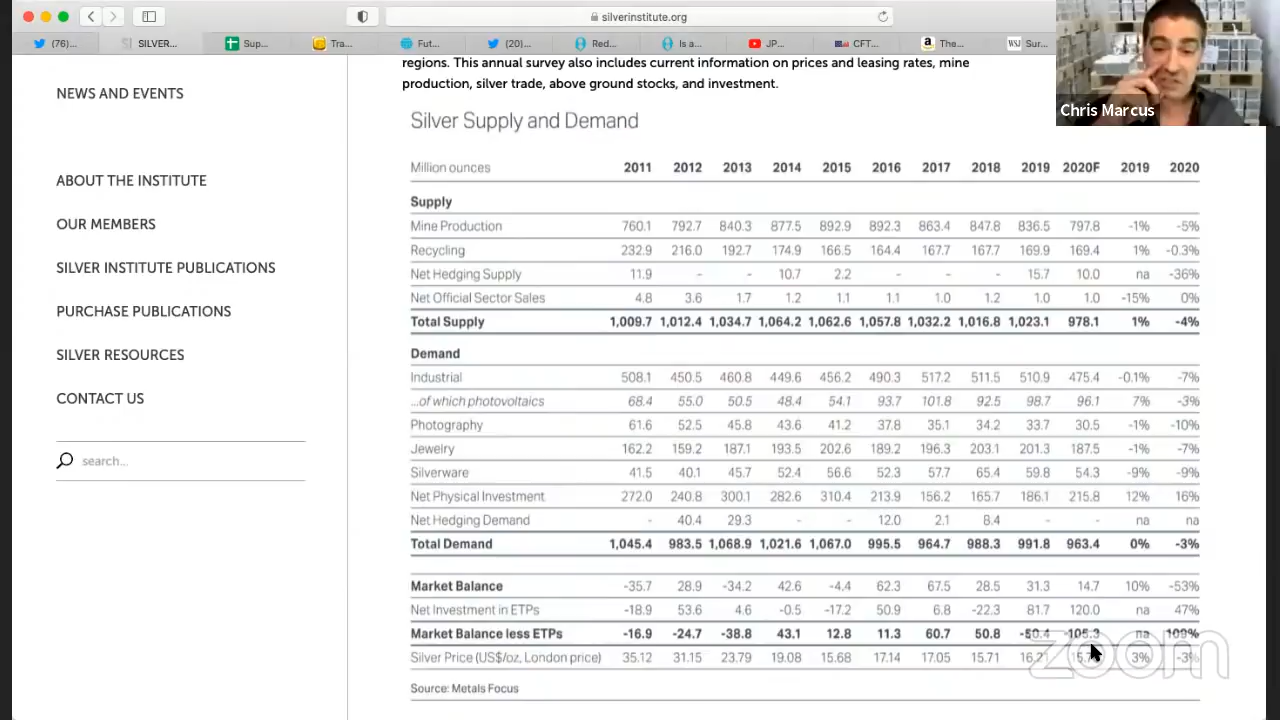 silverinstitute.org
(76)...
SILVER...
Sup...
Tra...
Fut...
(20)...
Red...
Is a...
JP...
CFT...
The...
WSJ Sur...
Chris Marcus
NEWS AND EVENTS
ABOUT THE INSTITUTE
OUR MEMBERS
SILVER INSTITUTE PUBLICATIONS
PURCHASE PUBLICATIONS
SILVER RESOURCES
CONTACT US
search...
regions. This annual survey also includes current information on prices and leasing rates, mine
production, silver trade, above ground stocks, and investment.
Silver Supply and Demand
Million ounces 2011 2012 2013 2014 2015 2016 2017 2018 2019 2020F 2019 2020
Supply
Mine Production 760.1 792.7 840.3 877.5 892.9 892.3 863.4 847.8 836.5 797.8 -1% -5%
Recycling 232.9 216.0 192.7 174.9 166.5 164.4 167.7 167.7 169.9 169.4 1% -0.3%
Net Hedging Supply 11.9 - - 10.7 2.2 - - - 15.7 10.0 na -36%
Net Official Sector Sales 4.8 3.6 1.7 1.2 1.1 1.1 1.0 1.2 1.0 1.0 -15% 0%
Total Supply 1,009.7 1,012.4 1,034.7 1,064.2 1,062.6 1,057.8 1,032.2 1,016.8 1,023.1 978.1 1% -4%
Demand
Industrial 508.1 450.5 460.8 449.6 456.2 490.3 517.2 511.5 510.9 475.4 -0.1% -7%
...of which photovoltaics 68.4 55.0 50.5 48.4 54.1 93.7 101.8 92.5 98.7 96.1 7% -3%
Photography 61.6 52.5 45.8 43.6 41.2 37.8 35.1 34.2 33.7 30.5 -1% -10%
Jewelry 162.2 159.2 187.1 193.5 202.6 189.2 196.3 203.1 201.3 187.5 -1% -7%
Silverware 41.5 40.1 45.7 52.4 56.6 52.3 57.7 65.4 59.8 54.3 -9% -9%
Net Physical Investment 272.0 240.8 300.1 282.6 310.4 213.9 156.2 165.7 186.1 215.8 12% 16%
Net Hedging Demand - 40.4 29.3 - - 12.0 2.1 8.4 - - na na
Total Demand 1,045.4 983.5 1,068.9 1,021.6 1,067.0 995.5 964.7 988.3 991.8 963.4 0% -3%
Market Balance -35.7 28.9 -34.2 42.6 -4.4 62.3 67.5 28.5 31.3 14.7 10% -53%
Net Investment in ETPs -18.9 53.6 4.6 -0.5 -17.2 50.9 6.8 -22.3 81.7 120.0 na 47%
Market Balance less ETPs -16.9 -24.7 -38.8 43.1 12.8 11.3 60.7 50.8 -50.4 -105.3 na 109%
Silver Price (US$/oz, London price) 35.12 31.15 23.79 19.08 15.68 17.14 17.05 15.71 3% -3%
Source: Metals Focus
zoom